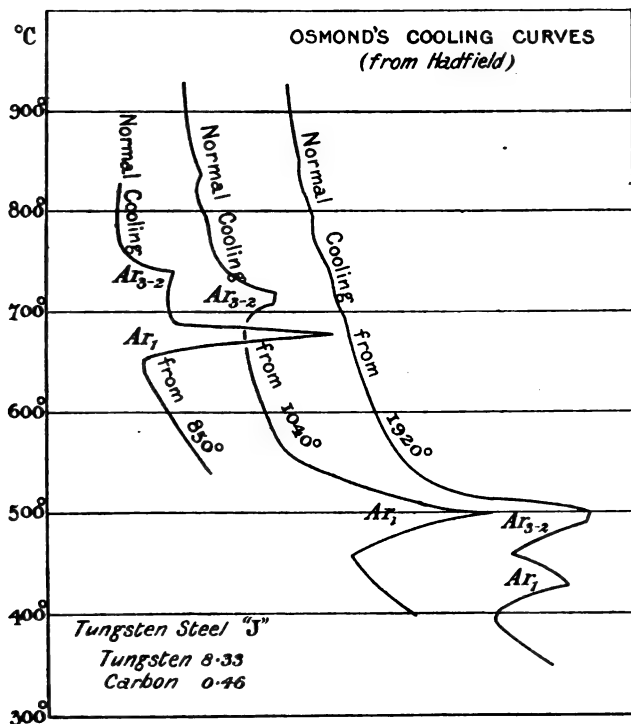 °C
OSMOND'S COOLING CURVES
(from Hadfield)
900°
800°
700°
600°
500°
400°
300°
Normal Cooling
Ar3-2
Ar1
from 850°
Normal Cooling
Ar3-2
from 1040°
Ar1
Normal Cooling from 1920°
Ar3-2
Ar1
Tungsten Steel "J"
Tungsten 8·33
Carbon 0·46